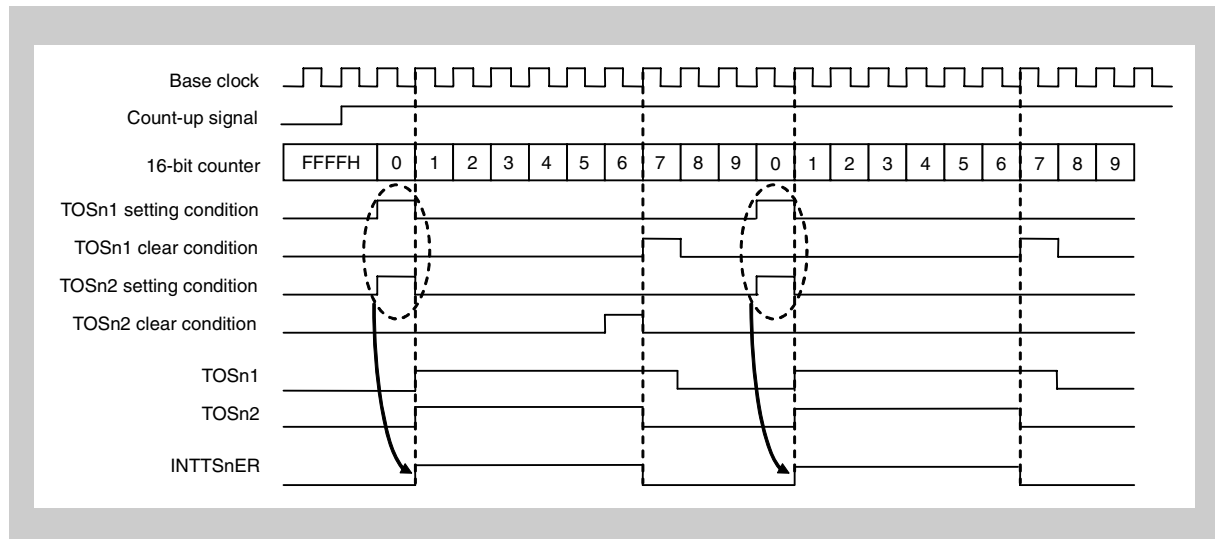 Base clock
Count-up signal
16-bit counter FFFFH 0 1 2 3 4 5 6 7 8 9 0 1 2 3 4 5 6 7 8 9
TOSn1 setting condition
TOSn1 clear condition
TOSn2 setting condition
TOSn2 clear condition
TOSn1
TOSn2
INTTSnER